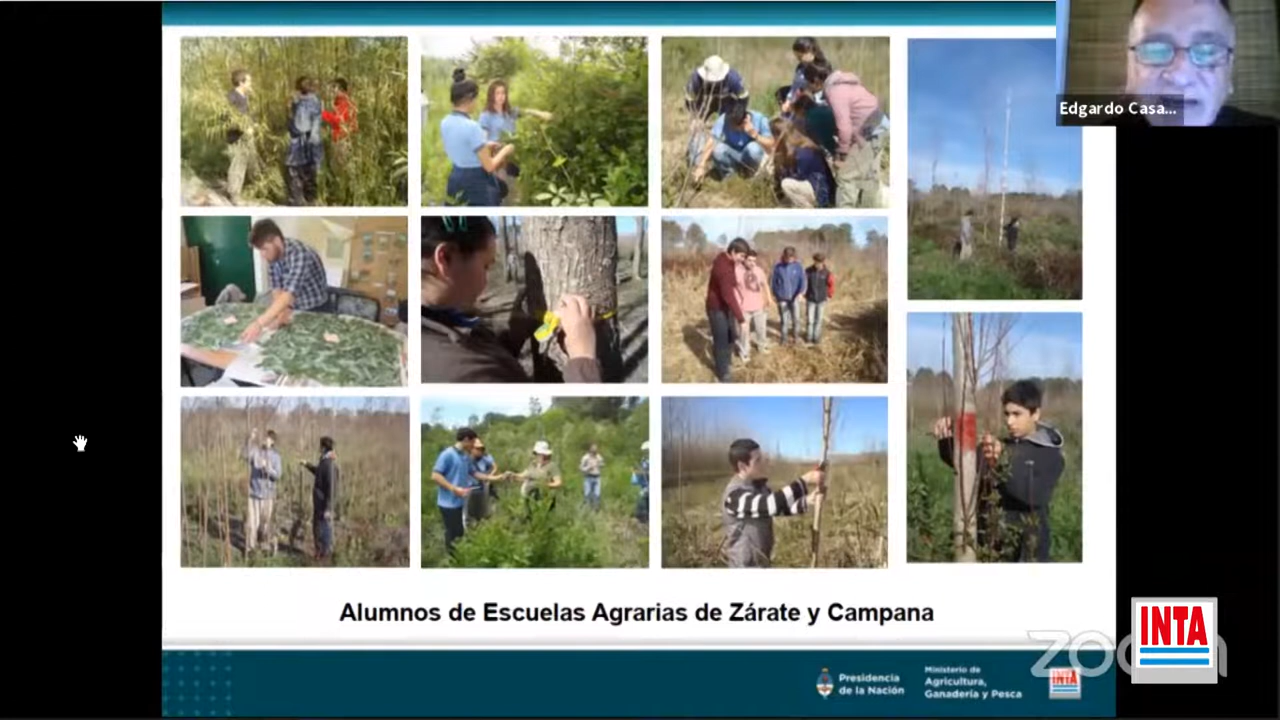 Edgardo Casa...
Alumnos de Escuelas Agrarias de Zárate y Campana
Presidencia
de la Nación
Ministerio de
Agricultura,
Ganadería y Pesca
INTA
zoom
INTA